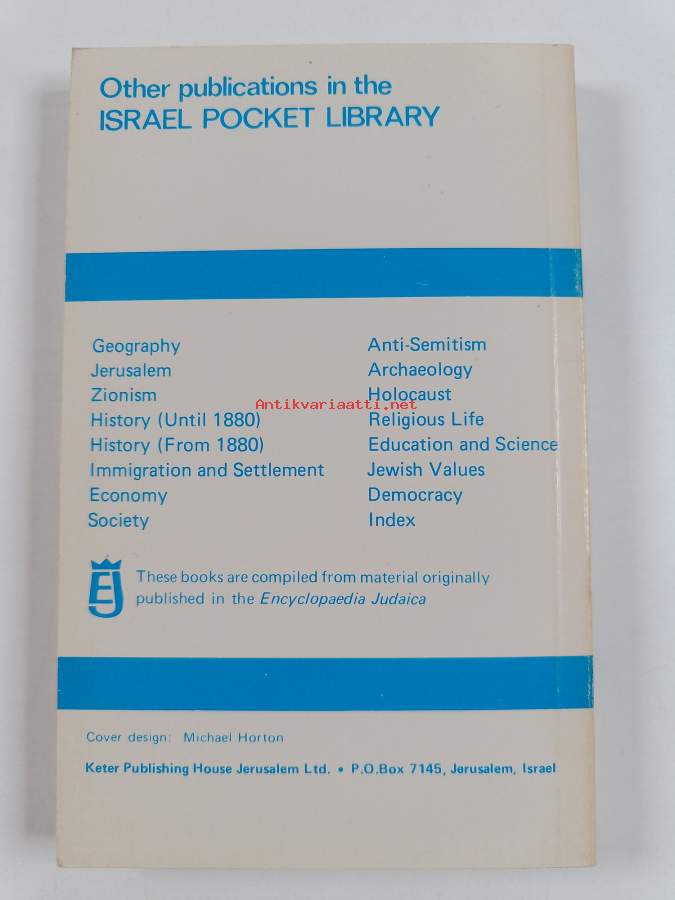 Other publications in the
ISRAEL POCKET LIBRARY
Geography
Jerusalem
Zionism
History (Until 1880)
History (From 1880)
Immigration and Settlement
Economy
Society
Anti-Semitism
Archaeology
Holocaust
Religious Life
Education and Science
Jewish Values
Democracy
Index
Antikvariaatti.net
EJ
These books are compiled from material originally
published in the Encyclopaedia Judaica
Cover design: Michael Horton
Keter Publishing House Jerusalem Ltd. • P.O.Box 7145, Jerusalem, Israel